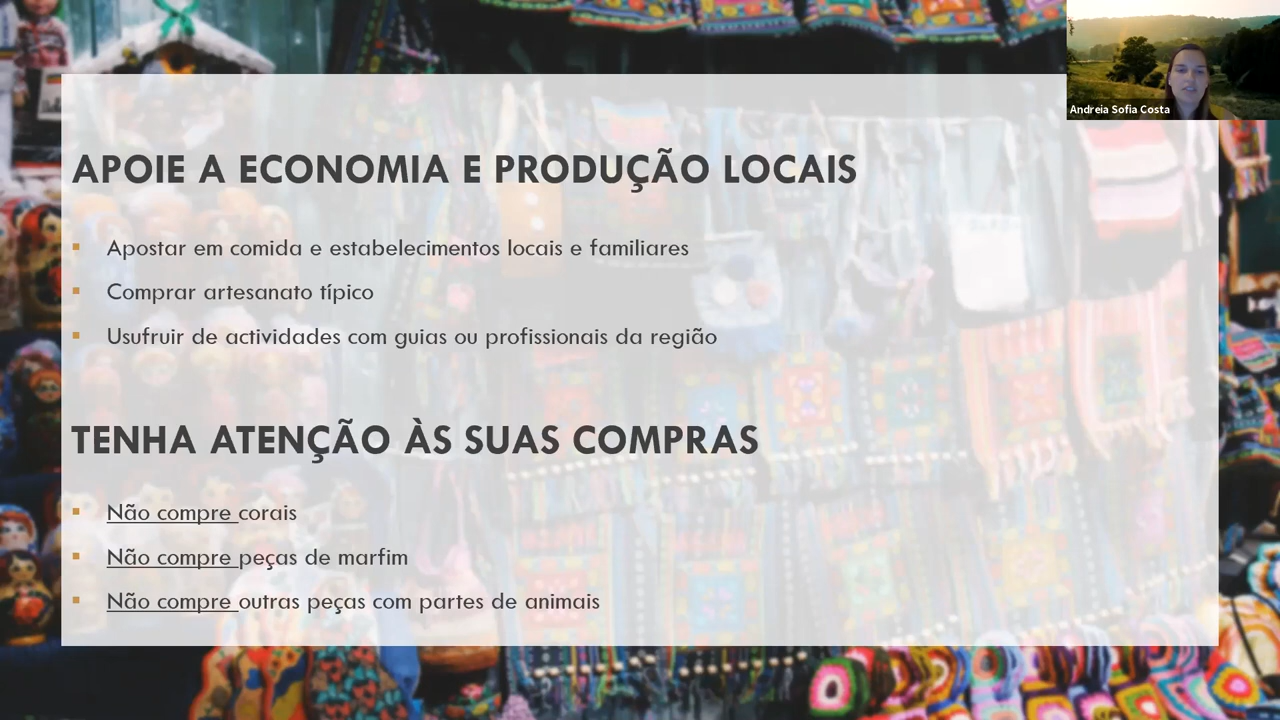 Andreia Sofia Costa
APOIE A ECONOMIA E PRODUÇÃO LOCAIS
Apostar em comida e estabelecimentos locais e familiares
Comprar artesanato típico
Usufruir de actividades com guias ou profissionais da região
TENHA ATENÇÃO ÀS SUAS COMPRAS
Não compre corais
Não compre peças de marfim
Não compre outras peças com partes de animais